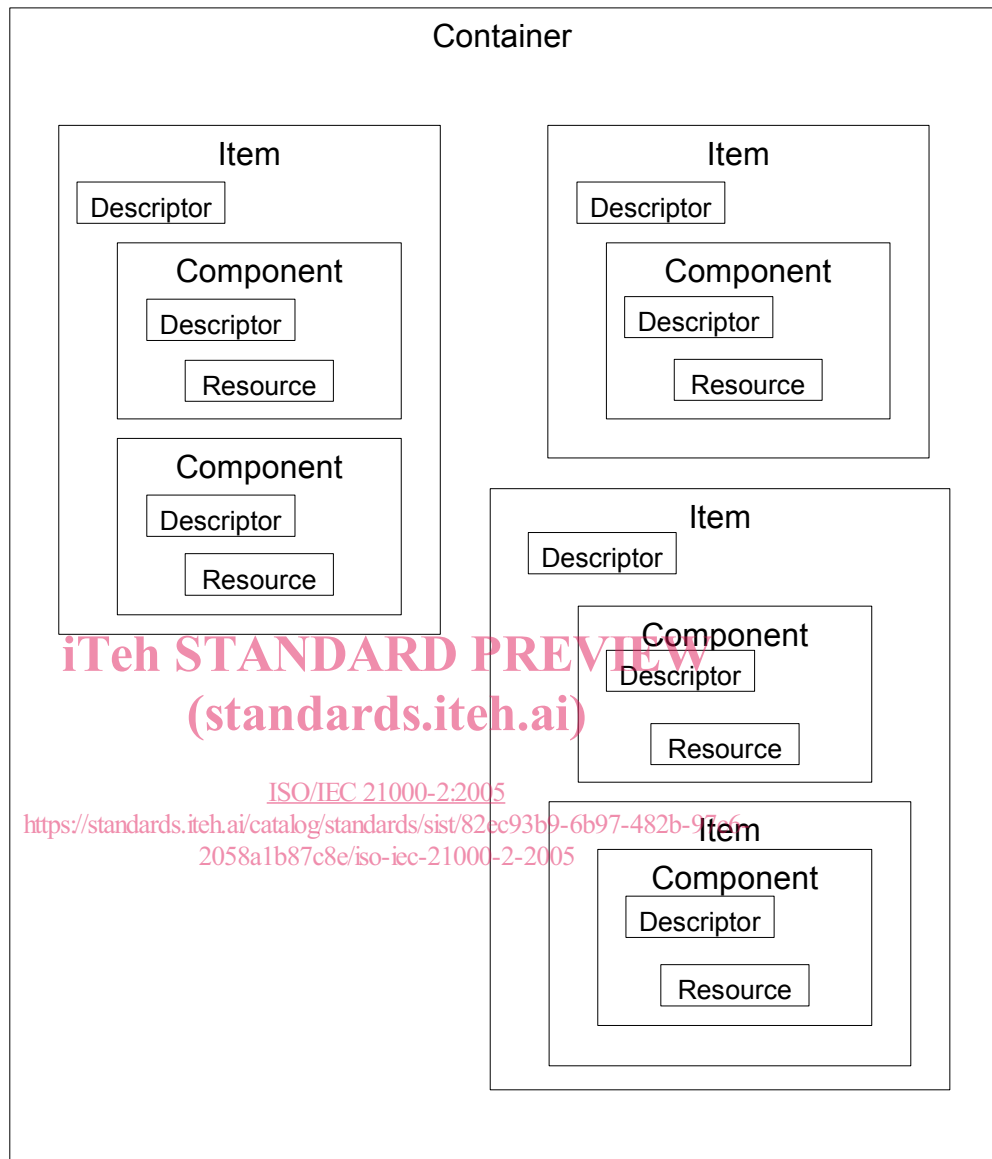 Container
Item
Descriptor
Component
Descriptor
Resource
Component
Descriptor
Resource
Item
Descriptor
Component
Descriptor
Resource
Item
Descriptor
Component
Descriptor
Resource
Item
Component
Descriptor
Resource
iTeh STANDARD PREVIEW
(standards.iteh.ai)
ISO/IEC 21000-2:2005
https://standards.iteh.ai/catalog/standards/sist/82ec93b9-6b97-482b-97c6-
2058a1b87c8e/iso-iec-21000-2-2005